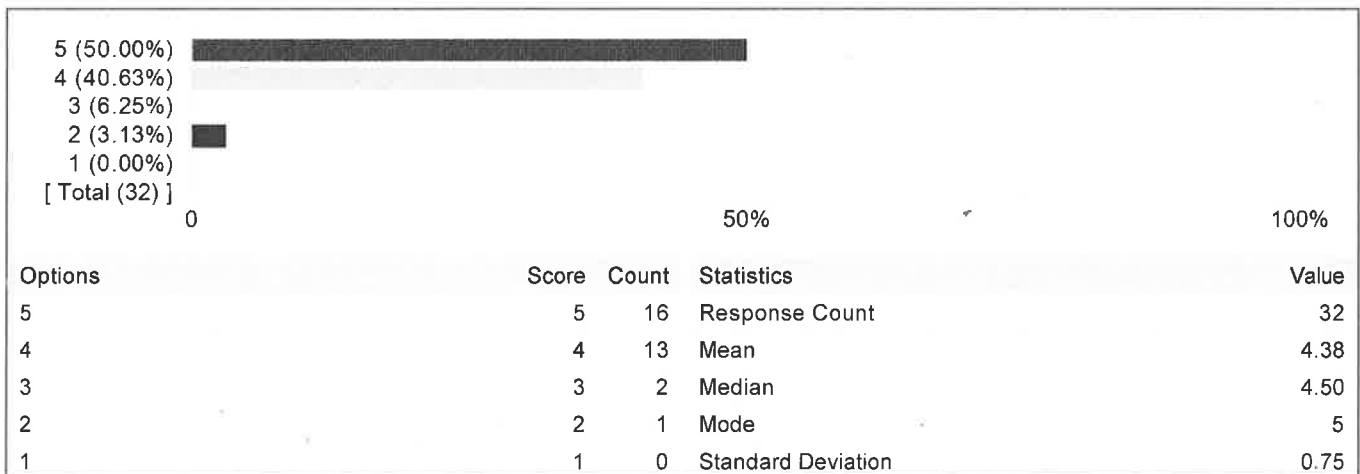 5 (50.00%)
4 (40.63%)
3 (6.25%)
2 (3.13%)
1 (0.00%)
[ Total (32) ]
0 50% 100%
Options Score Count Statistics Value
5 5 16 Response Count 32
4 4 13 Mean 4.38
3 3 2 Median 4.50
2 2 1 Mode 5
1 1 0 Standard Deviation 0.75